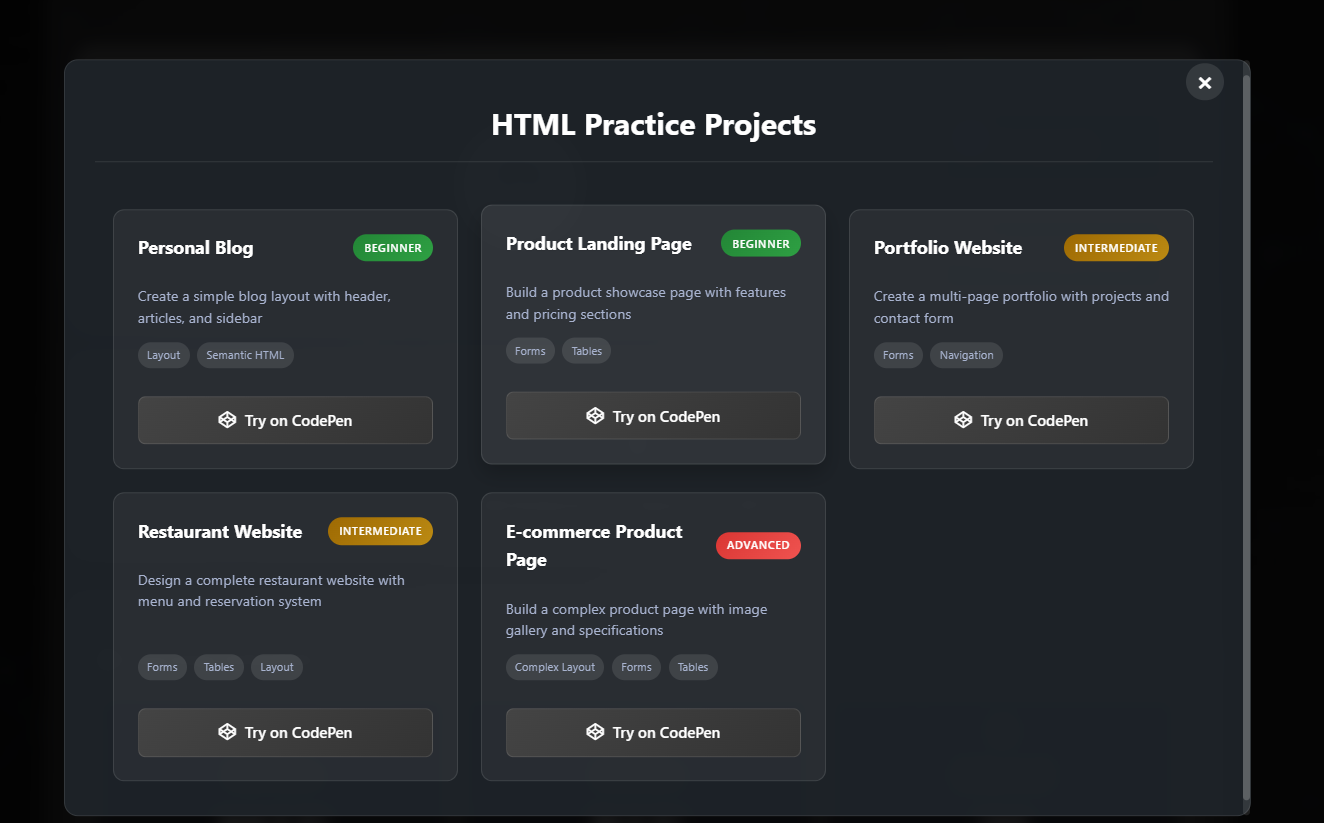 HTML Practice Projects
Personal Blog
BEGINNER
Create a simple blog layout with header,
articles, and sidebar
Layout
Semantic HTML
Try on CodePen
Product Landing Page
BEGINNER
Build a product showcase page with features
and pricing sections
Forms
Tables
Try on CodePen
Portfolio Website
INTERMEDIATE
Create a multi-page portfolio with projects and
contact form
Forms
Navigation
Try on CodePen
Restaurant Website
INTERMEDIATE
Design a complete restaurant website with
menu and reservation system
Forms
Tables
Layout
Try on CodePen
E-commerce Product
Page
ADVANCED
Build a complex product page with image
gallery and specifications
Complex Layout
Forms
Tables
Try on CodePen